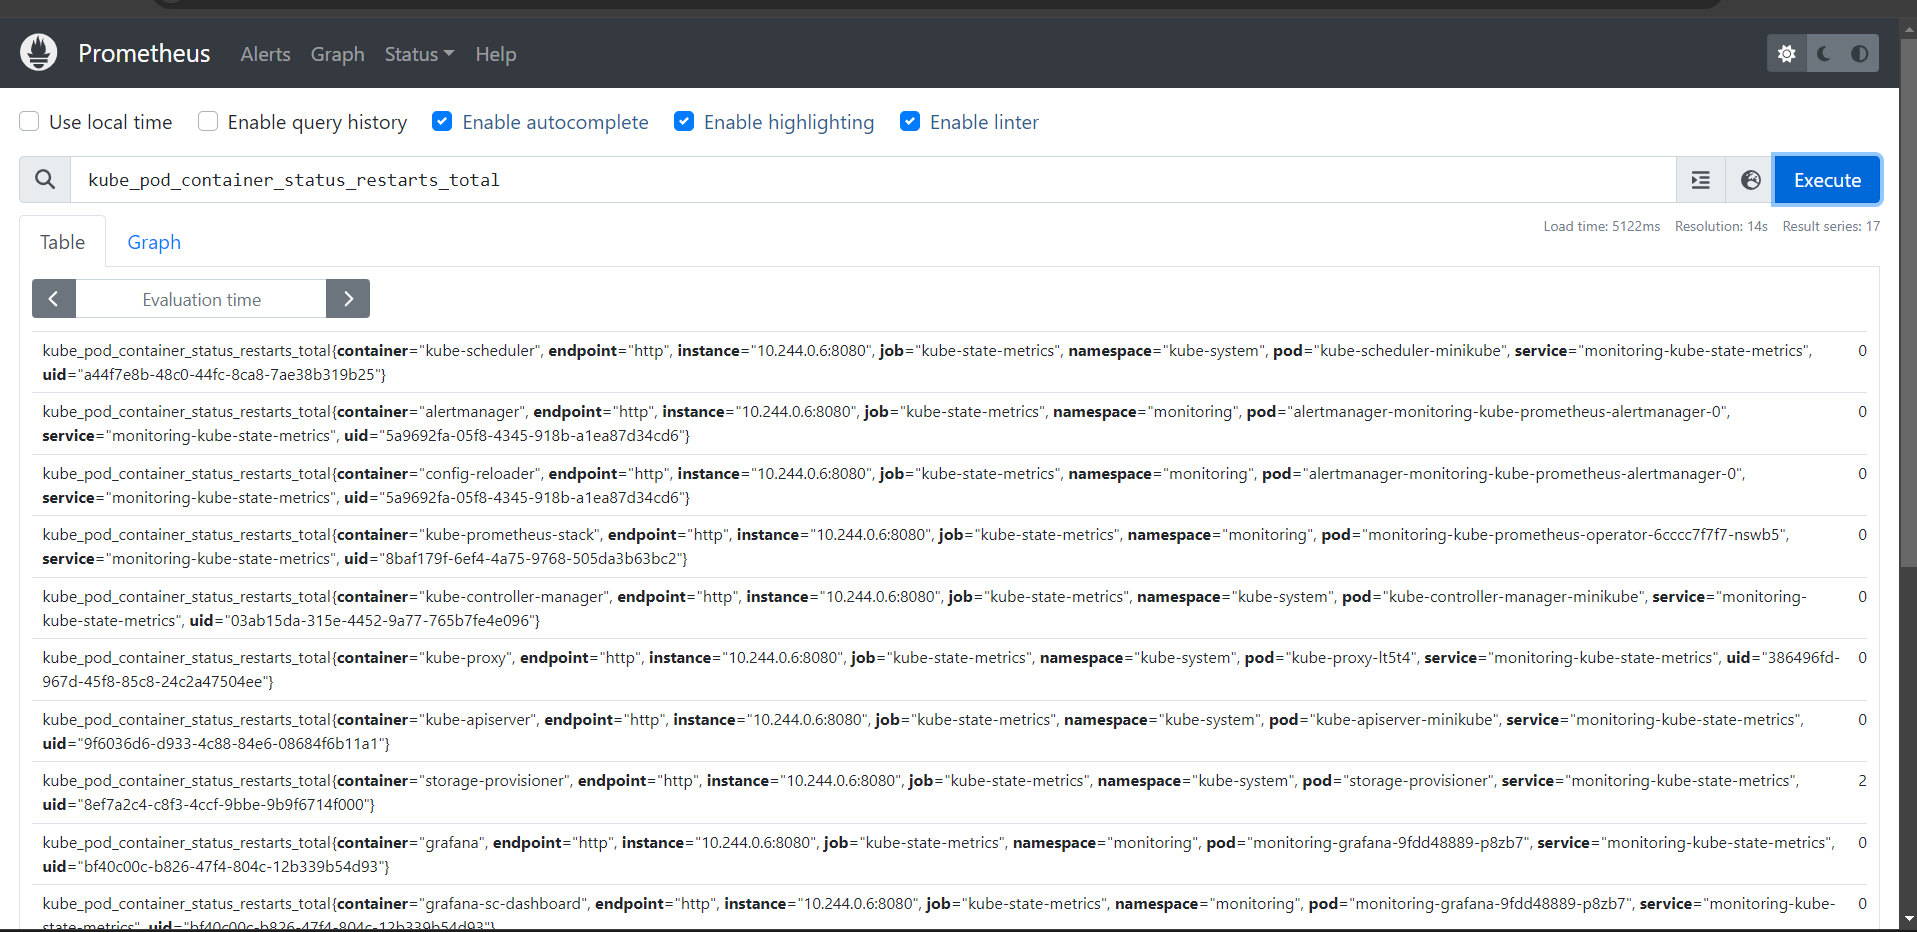 Prometheus Alerts Graph Status Help
Use local time Enable query history Enable autocomplete Enable highlighting Enable linter
kube_pod_container_status_restarts_total Execute
Table Graph Load time: 5122ms Resolution: 14s Result series: 17
Evaluation time
kube_pod_container_status_restarts_total{container="kube-scheduler", endpoint="http", instance="10.244.0.6:8080", job="kube-state-metrics", namespace="kube-system", pod="kube-scheduler-minikube", service="monitoring-kube-state-metrics", 0
uid="a44f7e8b-48c0-44fc-8ca8-7ae38b319b25"}
kube_pod_container_status_restarts_total{container="alertmanager", endpoint="http", instance="10.244.0.6:8080", job="kube-state-metrics", namespace="monitoring", pod="alertmanager-monitoring-kube-prometheus-alertmanager-0", 0
service="monitoring-kube-state-metrics", uid="5a9692fa-05f8-4345-918b-a1ea87d34cd6"}
kube_pod_container_status_restarts_total{container="config-reloader", endpoint="http", instance="10.244.0.6:8080", job="kube-state-metrics", namespace="monitoring", pod="alertmanager-monitoring-kube-prometheus-alertmanager-0", 0
service="monitoring-kube-state-metrics", uid="5a9692fa-05f8-4345-918b-a1ea87d34cd6"}
kube_pod_container_status_restarts_total{container="kube-prometheus-stack", endpoint="http", instance="10.244.0.6:8080", job="kube-state-metrics", namespace="monitoring", pod="monitoring-kube-prometheus-operator-6cccc7f7f7-nswb5", 0
service="monitoring-kube-state-metrics", uid="8baf179f-6ef4-4a75-9768-505da3b63bc2"}
kube_pod_container_status_restarts_total{container="kube-controller-manager", endpoint="http", instance="10.244.0.6:8080", job="kube-state-metrics", namespace="kube-system", pod="kube-controller-manager-minikube", service="monitoring- 0
kube-state-metrics", uid="03ab15da-315e-4452-9a77-765b7fe4e096"}
kube_pod_container_status_restarts_total{container="kube-proxy", endpoint="http", instance="10.244.0.6:8080", job="kube-state-metrics", namespace="kube-system", pod="kube-proxy-lt5t4", service="monitoring-kube-state-metrics", uid="386496fd- 0
967d-45f8-85c8-24c2a47504ee"}
kube_pod_container_status_restarts_total{container="kube-apiserver", endpoint="http", instance="10.244.0.6:8080", job="kube-state-metrics", namespace="kube-system", pod="kube-apiserver-minikube", service="monitoring-kube-state-metrics", 0
uid="9f6036d6-d933-4c88-84e6-08684f6b11a1"}
kube_pod_container_status_restarts_total{container="storage-provisioner", endpoint="http", instance="10.244.0.6:8080", job="kube-state-metrics", namespace="kube-system", pod="storage-provisioner", service="monitoring-kube-state-metrics", 2
uid="8ef7a2c4-c8f3-4ccf-9bbe-9b9f6714f000"}
kube_pod_container_status_restarts_total{container="grafana", endpoint="http", instance="10.244.0.6:8080", job="kube-state-metrics", namespace="monitoring", pod="monitoring-grafana-9fdd48889-p8zb7", service="monitoring-kube-state-metrics", 0
uid="bf40c00c-b826-47f4-804c-12b339b54d93"}
kube_pod_container_status_restarts_total{container="grafana-sc-dashboard", endpoint="http", instance="10.244.0.6:8080", job="kube-state-metrics", namespace="monitoring", pod="monitoring-grafana-9fdd48889-p8zb7", service="monitoring-kube- 0
state-metrics", uid="bf40c00c-b826-47f4-804c-12b339b54d93"}